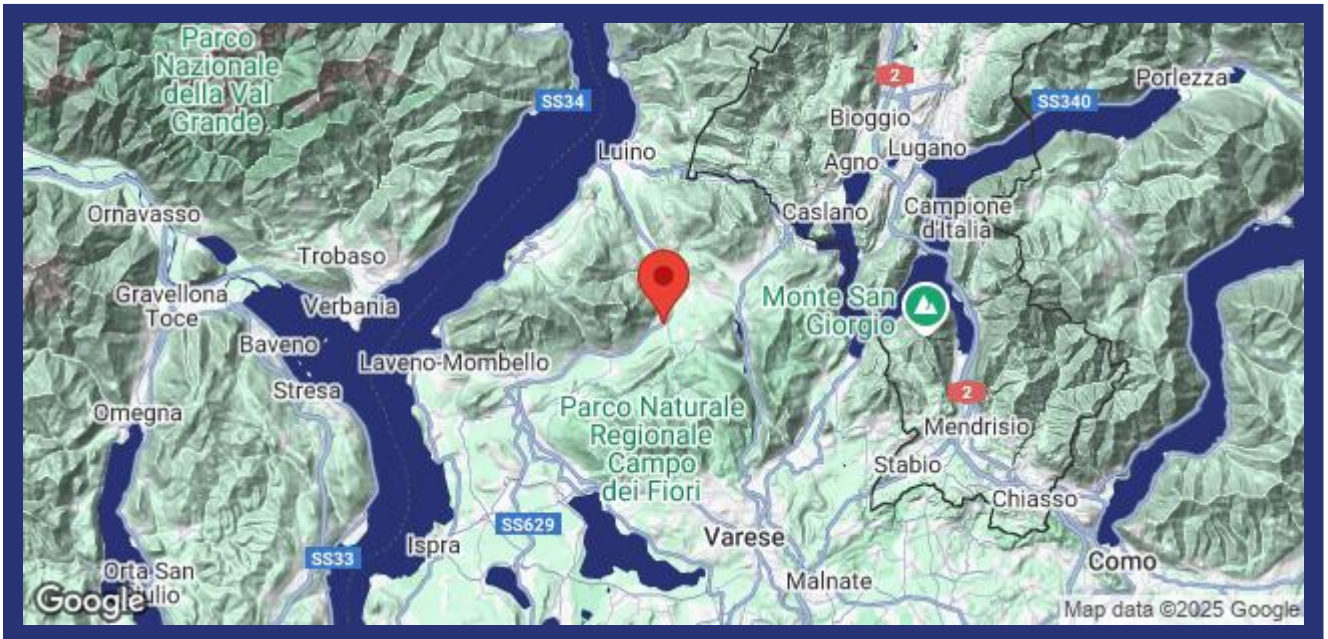 Parco
Nazionale
della Val
Grande
2
Porlezza
SS34
SS340
Bioggio
Luino
Agno
Lugano
Ornavasso
Caslano
Campione
d'Italia
Trobaso
Gravellona
Toce
Verbania
Monte San
Giorgio
Baveno
Laveno-Mombello
Stresa
2
Omegna
Parco Naturale
Regionale
Campo
dei Fiori
Mendrisio
Stabio
Chiasso
SS629
Varese
Ispra
SS33
Como
Orta San
Giulio
Malnate
Google
Map data ©2025 Google